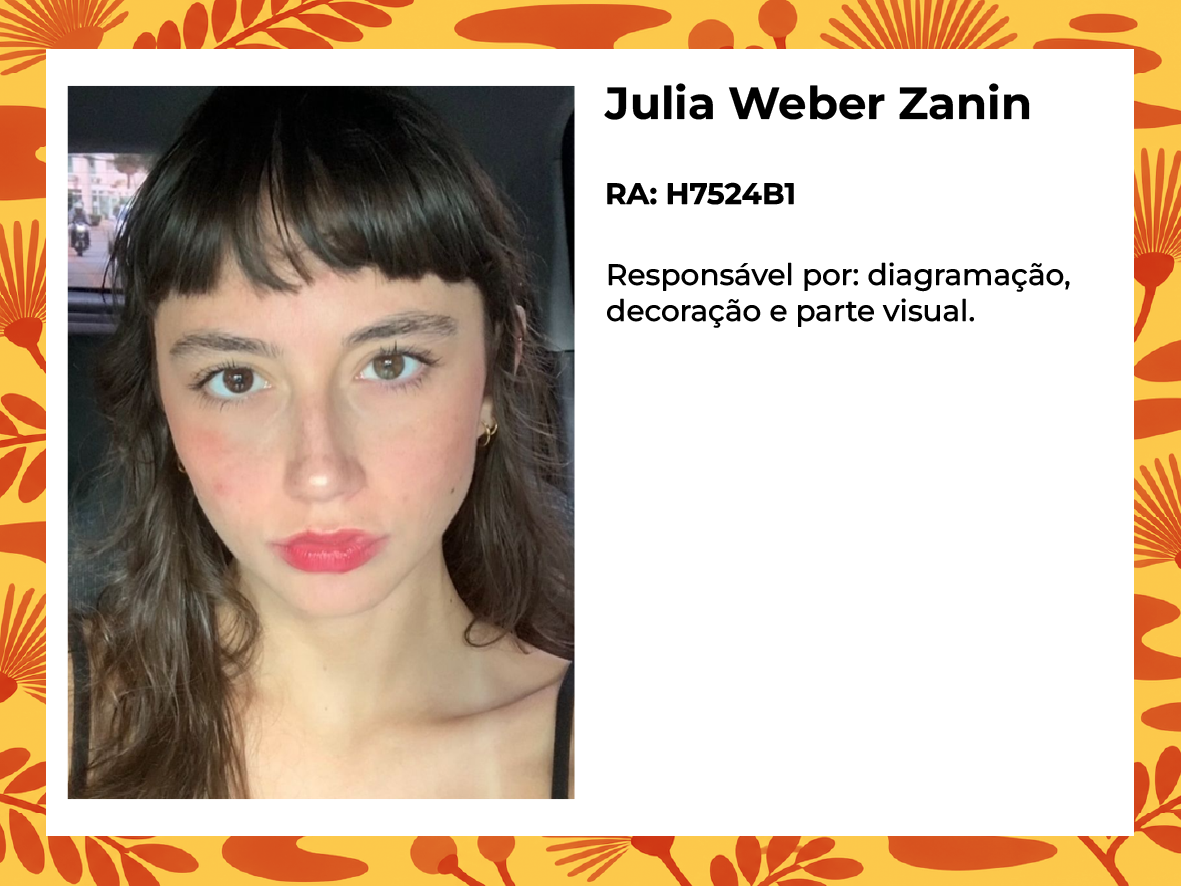 Julia Weber Zanin
RA: H7524B1
Responsável por: diagramação,
decoração e parte visual.